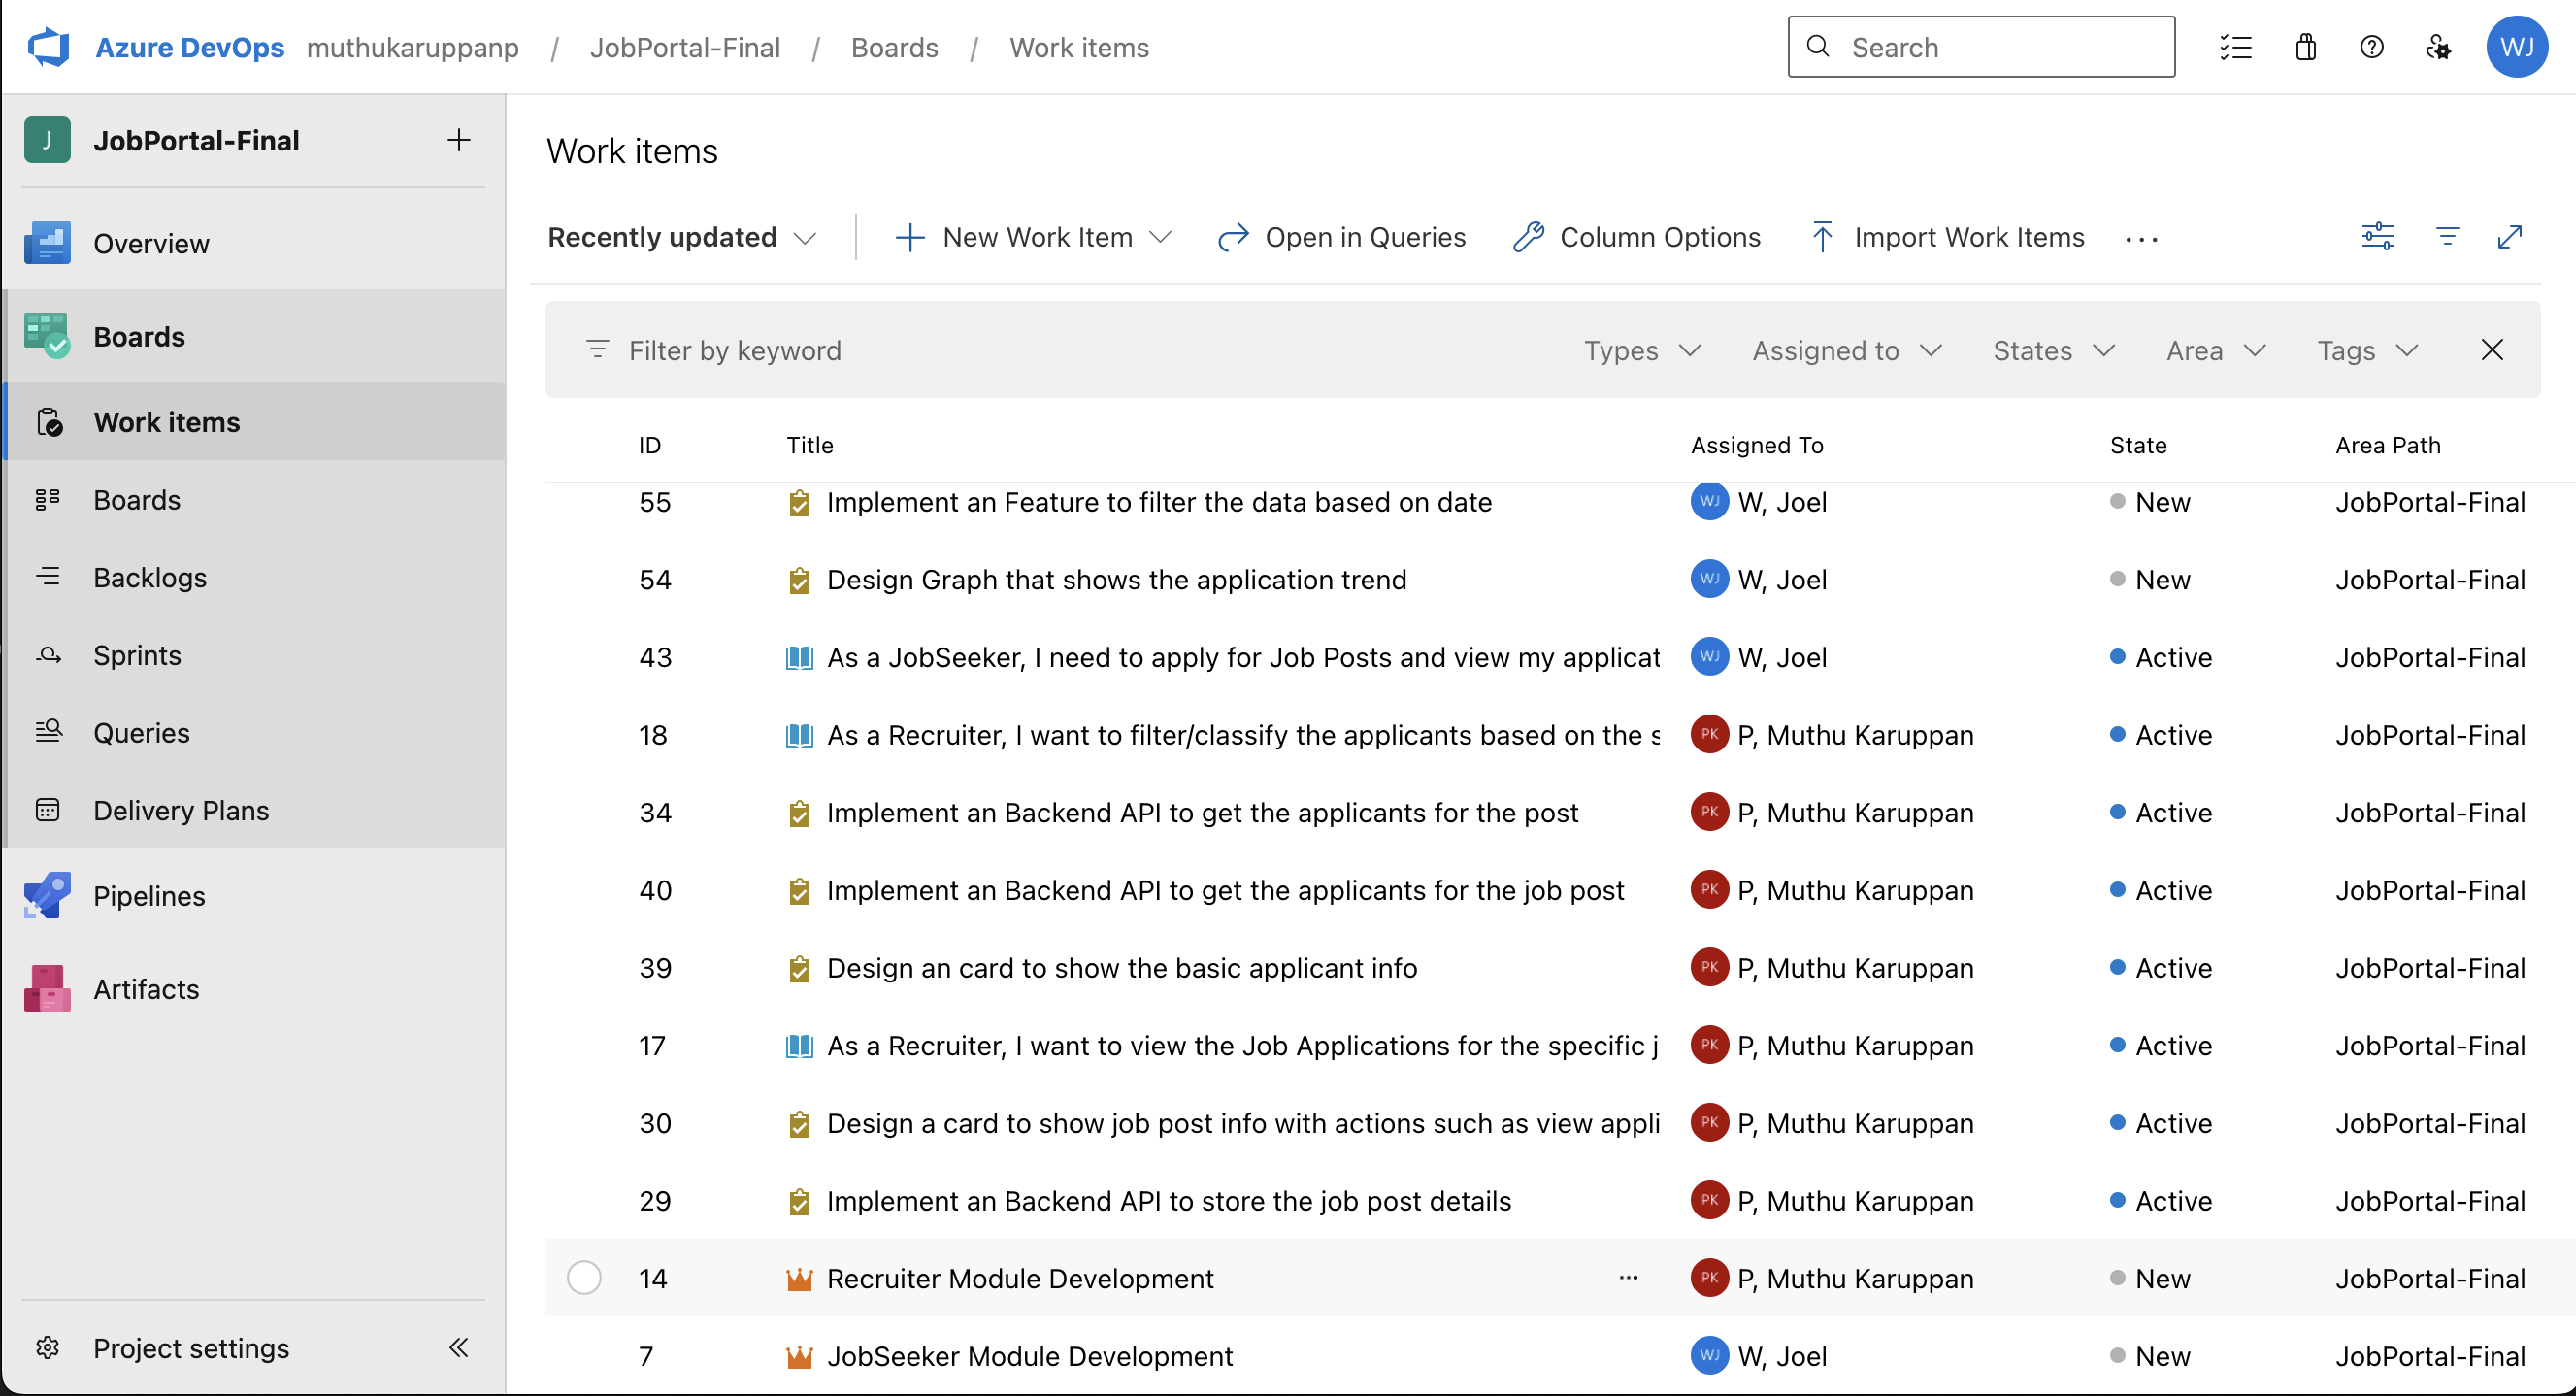 Azure DevOps muthukaruppanp / JobPortal-Final / Boards / Work items Search WJ
J JobPortal-Final
Overview
Boards
Work items
Boards
Backlogs
Sprints
Queries
Delivery Plans
Pipelines
Artifacts
Project settings
Work items
Recently updated New Work Item Open in Queries Column Options Import Work Items ...
Filter by keyword Types Assigned to States Area Tags
ID Title Assigned To State Area Path
55 Implement an Feature to filter the data based on date WJ W, Joel New JobPortal-Final
54 Design Graph that shows the application trend WJ W, Joel New JobPortal-Final
43 As a JobSeeker, I need to apply for Job Posts and view my applicat WJ W, Joel Active JobPortal-Final
18 As a Recruiter, I want to filter/classify the applicants based on the s PK P, Muthu Karuppan Active JobPortal-Final
34 Implement an Backend API to get the applicants for the post PK P, Muthu Karuppan Active JobPortal-Final
40 Implement an Backend API to get the applicants for the job post PK P, Muthu Karuppan Active JobPortal-Final
39 Design an card to show the basic applicant info PK P, Muthu Karuppan Active JobPortal-Final
17 As a Recruiter, I want to view the Job Applications for the specific j PK P, Muthu Karuppan Active JobPortal-Final
30 Design a card to show job post info with actions such as view appli PK P, Muthu Karuppan Active JobPortal-Final
29 Implement an Backend API to store the job post details PK P, Muthu Karuppan Active JobPortal-Final
14 Recruiter Module Development ... PK P, Muthu Karuppan New JobPortal-Final
7 JobSeeker Module Development WJ W, Joel New JobPortal-Final